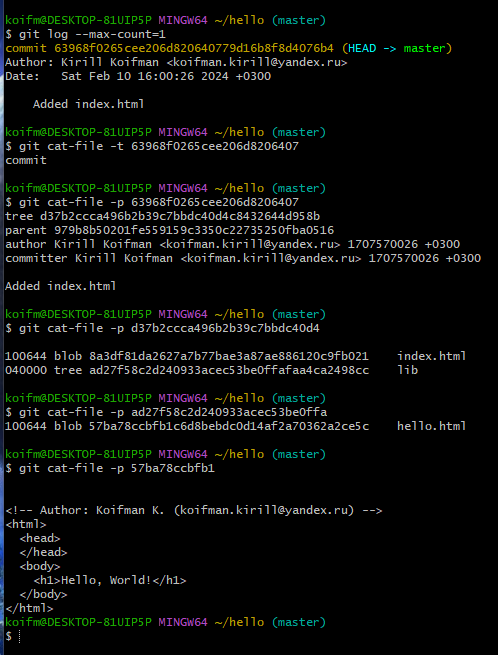 koifm@DESKTOP-81UIP5P MINGW64 ~/hello (master)
$ git log --max-count=1
commit 63968f0265cee206d820640779d16b8f8d4076b4 (HEAD -> master)
Author: Kirill Koifman <koifman.kirill@yandex.ru>
Date:   Sat Feb 10 16:00:26 2024 +0300
    Added index.html
koifm@DESKTOP-81UIP5P MINGW64 ~/hello (master)
$ git cat-file -t 63968f0265cee206d8206407
commit
koifm@DESKTOP-81UIP5P MINGW64 ~/hello (master)
$ git cat-file -p 63968f0265cee206d8206407
tree d37b2ccca496b2b39c7bbdc40d4c8432644d958b
parent 979b8b50201fe559159c3350c22735250fba0516
author Kirill Koifman <koifman.kirill@yandex.ru> 1707570026 +0300
committer Kirill Koifman <koifman.kirill@yandex.ru> 1707570026 +0300
Added index.html
koifm@DESKTOP-81UIP5P MINGW64 ~/hello (master)
$ git cat-file -p d37b2ccca496b2b39c7bbdc40d4
100644 blob 8a3df81da2627a7b77bae3a87ae886120c9fb021    index.html
040000 tree ad27f58c2d240933acec53be0ffafaa4ca2498cc    lib
koifm@DESKTOP-81UIP5P MINGW64 ~/hello (master)
$ git cat-file -p ad27f58c2d240933acec53be0ffa
100644 blob 57ba78ccbfb1c6d8bebdc0d14af2a70362a2ce5c    hello.html
koifm@DESKTOP-81UIP5P MINGW64 ~/hello (master)
$ git cat-file -p 57ba78ccbfb1
<!-- Author: Koifman K. (koifman.kirill@yandex.ru) -->
<html>
  <head>
  </head>
  <body>
    <h1>Hello, World!</h1>
  </body>
</html>
koifm@DESKTOP-81UIP5P MINGW64 ~/hello (master)
$